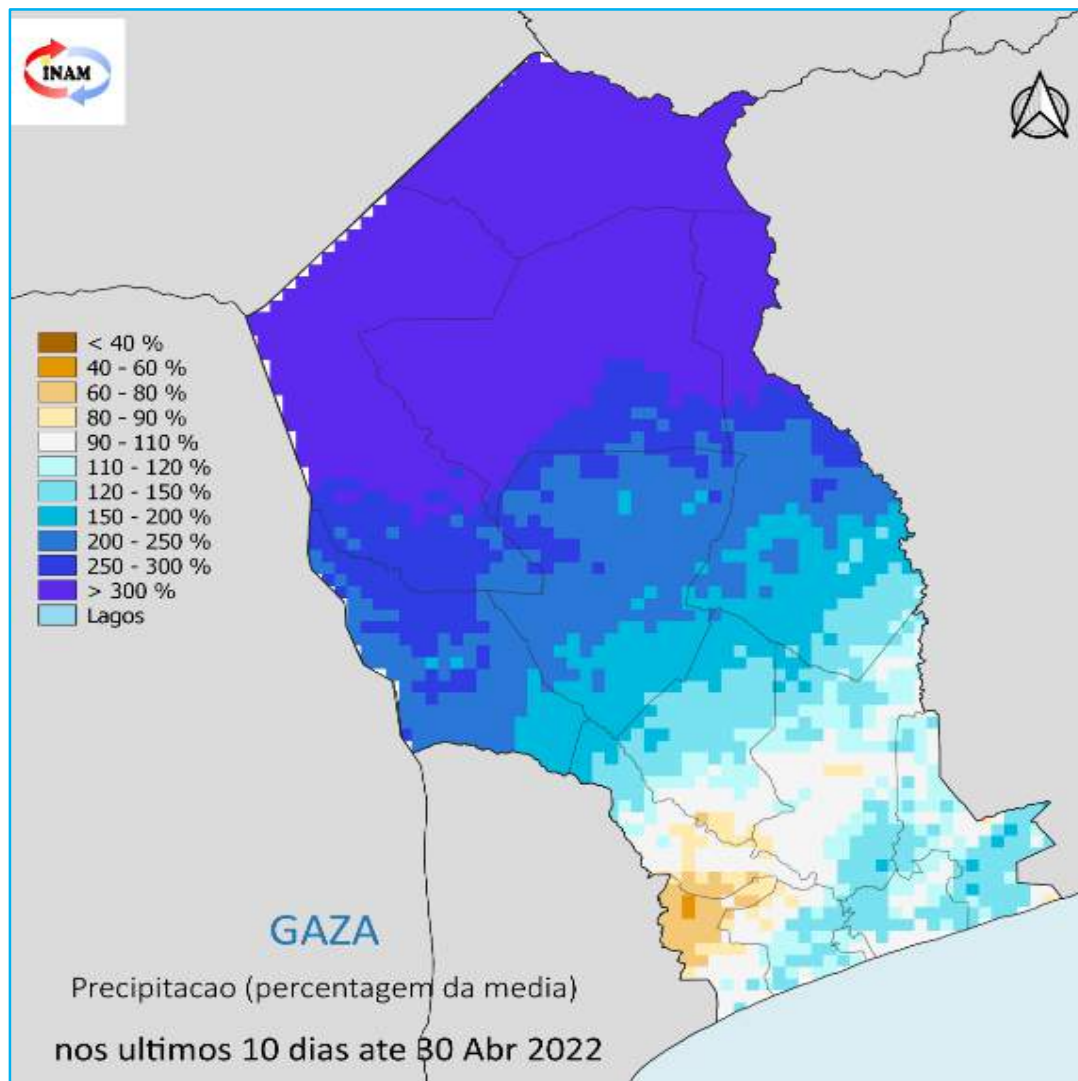 INAM
< 40 %
40 - 60 %
60 - 80 %
80 - 90 %
90 - 110 %
110 - 120 %
120 - 150 %
150 - 200 %
200 - 250 %
250 - 300 %
> 300 %
Lagos
GAZA
Precipitacao (percentagem da media)
nos ultimos 10 dias ate 30 Abr 2022